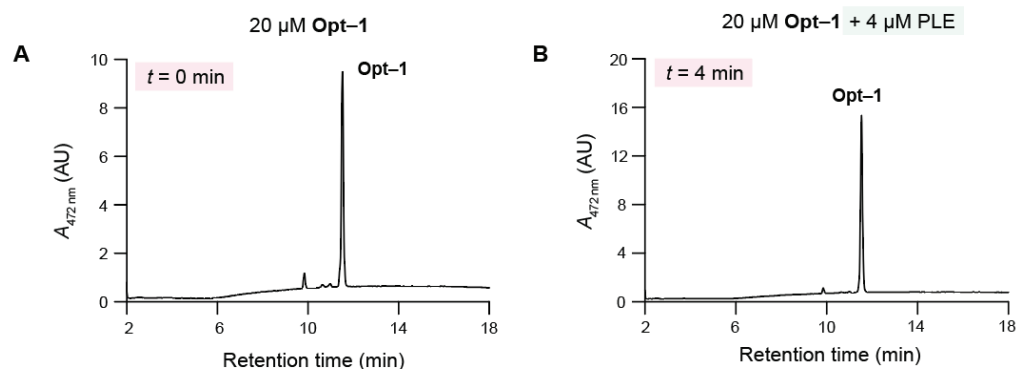 20 µM Opt–1
A
t = 0 min
Opt–1
10
8
6
4
2
0
A472 nm (AU)
2 6 10 14 18
Retention time (min)
20 µM Opt–1 + 4 µM PLE
B
t = 4 min
Opt–1
20
16
12
8
4
0
A472 nm (AU)
2 6 10 14 18
Retention time (min)